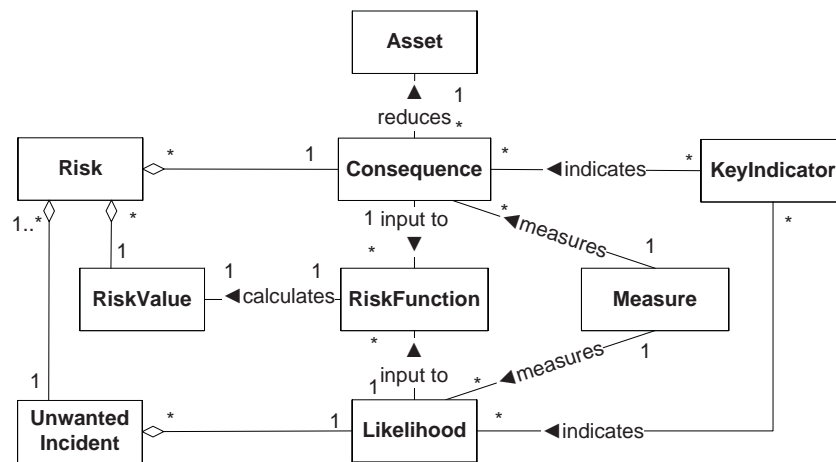 Asset
1
reduces
*
Risk
*
1
Consequence
*
indicates
*
KeyIndicator
1..*
*
1
input to
*
measures
1
*
*
1
RiskValue
1
calculates
1
RiskFunction
Measure
*
measures
1
1
input to
1
*
Unwanted
Incident
*
1
Likelihood
*
indicates